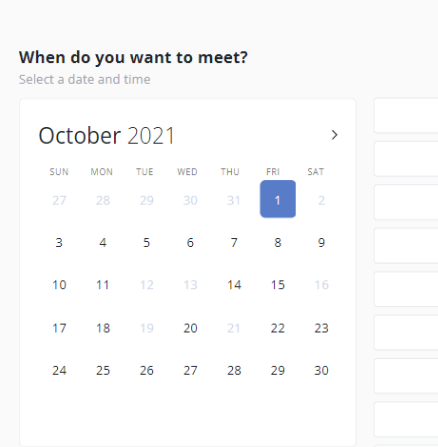 When do you want to meet?
Select a date and time
October 2021 >
SUN MON TUE WED THU FRI SAT
27 28 29 30 31 1 2
3 4 5 6 7 8 9
10 11 12 13 14 15 16
17 18 19 20 21 22 23
24 25 26 27 28 29 30